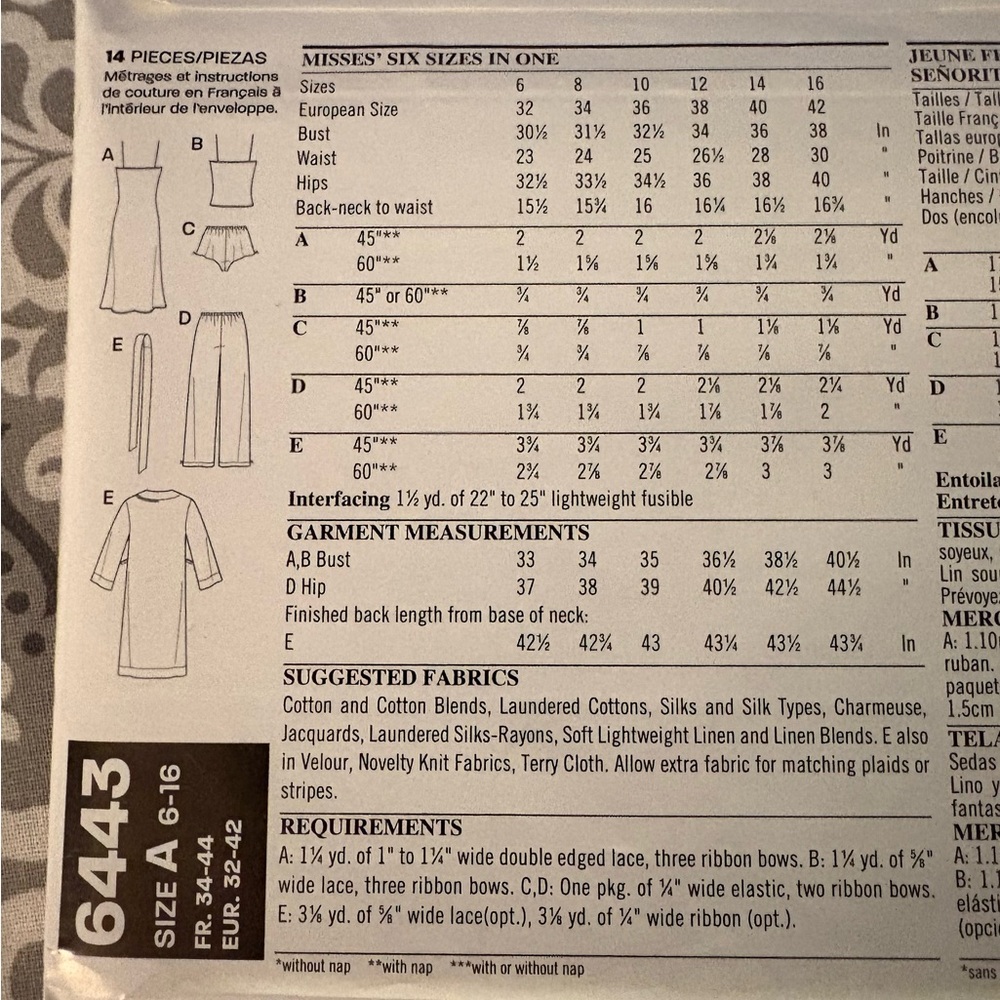 14 PIECES/PIEZAS
Métrages et instructions
de couture en Français à
l'intérieur de l'enveloppe.
A
B
C
D
E
E
6443
SIZE A 6-16
FR. 34-44
EUR. 32-42
MISSES' SIX SIZES IN ONE
Sizes 6 8 10 12 14 16
European Size 32 34 36 38 40 42
Bust 30½ 31½ 32½ 34 36 38 In
Waist 23 24 25 26½ 28 30 "
Hips 32½ 33½ 34½ 36 38 40 "
Back-neck to waist 15½ 15¾ 16 16¼ 16½ 16¾ "
A 45"** 2 2 2 2 2⅛ 2⅛ Yd
60"** 1½ 1⅝ 1⅝ 1⅝ 1¾ 1¾ "
B 45" or 60"** ¾ ¾ ¾ ¾ ¾ ¾ Yd
C 45"** ⅞ ⅞ 1 1 1⅛ 1⅛ Yd
60"** ¾ ¾ ⅞ ⅞ ⅞ ⅞ "
D 45"** 2 2 2 2⅛ 2⅛ 2¼ Yd
60"** 1¾ 1¾ 1¾ 1⅞ 1⅞ 2 "
E 45"** 3¾ 3¾ 3¾ 3¾ 3⅞ 3⅞ Yd
60"** 2¾ 2⅞ 2⅞ 2⅞ 3 3 "
Interfacing 1½ yd. of 22" to 25" lightweight fusible
GARMENT MEASUREMENTS
A,B Bust 33 34 35 36½ 38½ 40½ In
D Hip 37 38 39 40½ 42½ 44½ "
Finished back length from base of neck:
E 42½ 42¾ 43 43¼ 43½ 43¾ In
SUGGESTED FABRICS
Cotton and Cotton Blends, Laundered Cottons, Silks and Silk Types, Charmeuse,
Jacquards, Laundered Silks-Rayons, Soft Lightweight Linen and Linen Blends. E also
in Velour, Novelty Knit Fabrics, Terry Cloth. Allow extra fabric for matching plaids or
stripes.
REQUIREMENTS
A: 1¼ yd. of 1" to 1¼" wide double edged lace, three ribbon bows. B: 1¼ yd. of ⅝"
wide lace, three ribbon bows. C,D: One pkg. of ¼" wide elastic, two ribbon bows.
E: 3⅛ yd. of ⅝" wide lace(opt.), 3⅛ yd. of ¼" wide ribbon (opt.).
*without nap **with nap ***with or without nap
JEUNE
Tailles /
Taille
Tallas
Poitrine /
Taille /
Hanches /
Dos
A
B
C
D
E
soyeux,
Lin
A: 1.10
ruban.
paquet
1.5cm
Sedas
Lino y
A: 1.1
B: 1.1
*sans